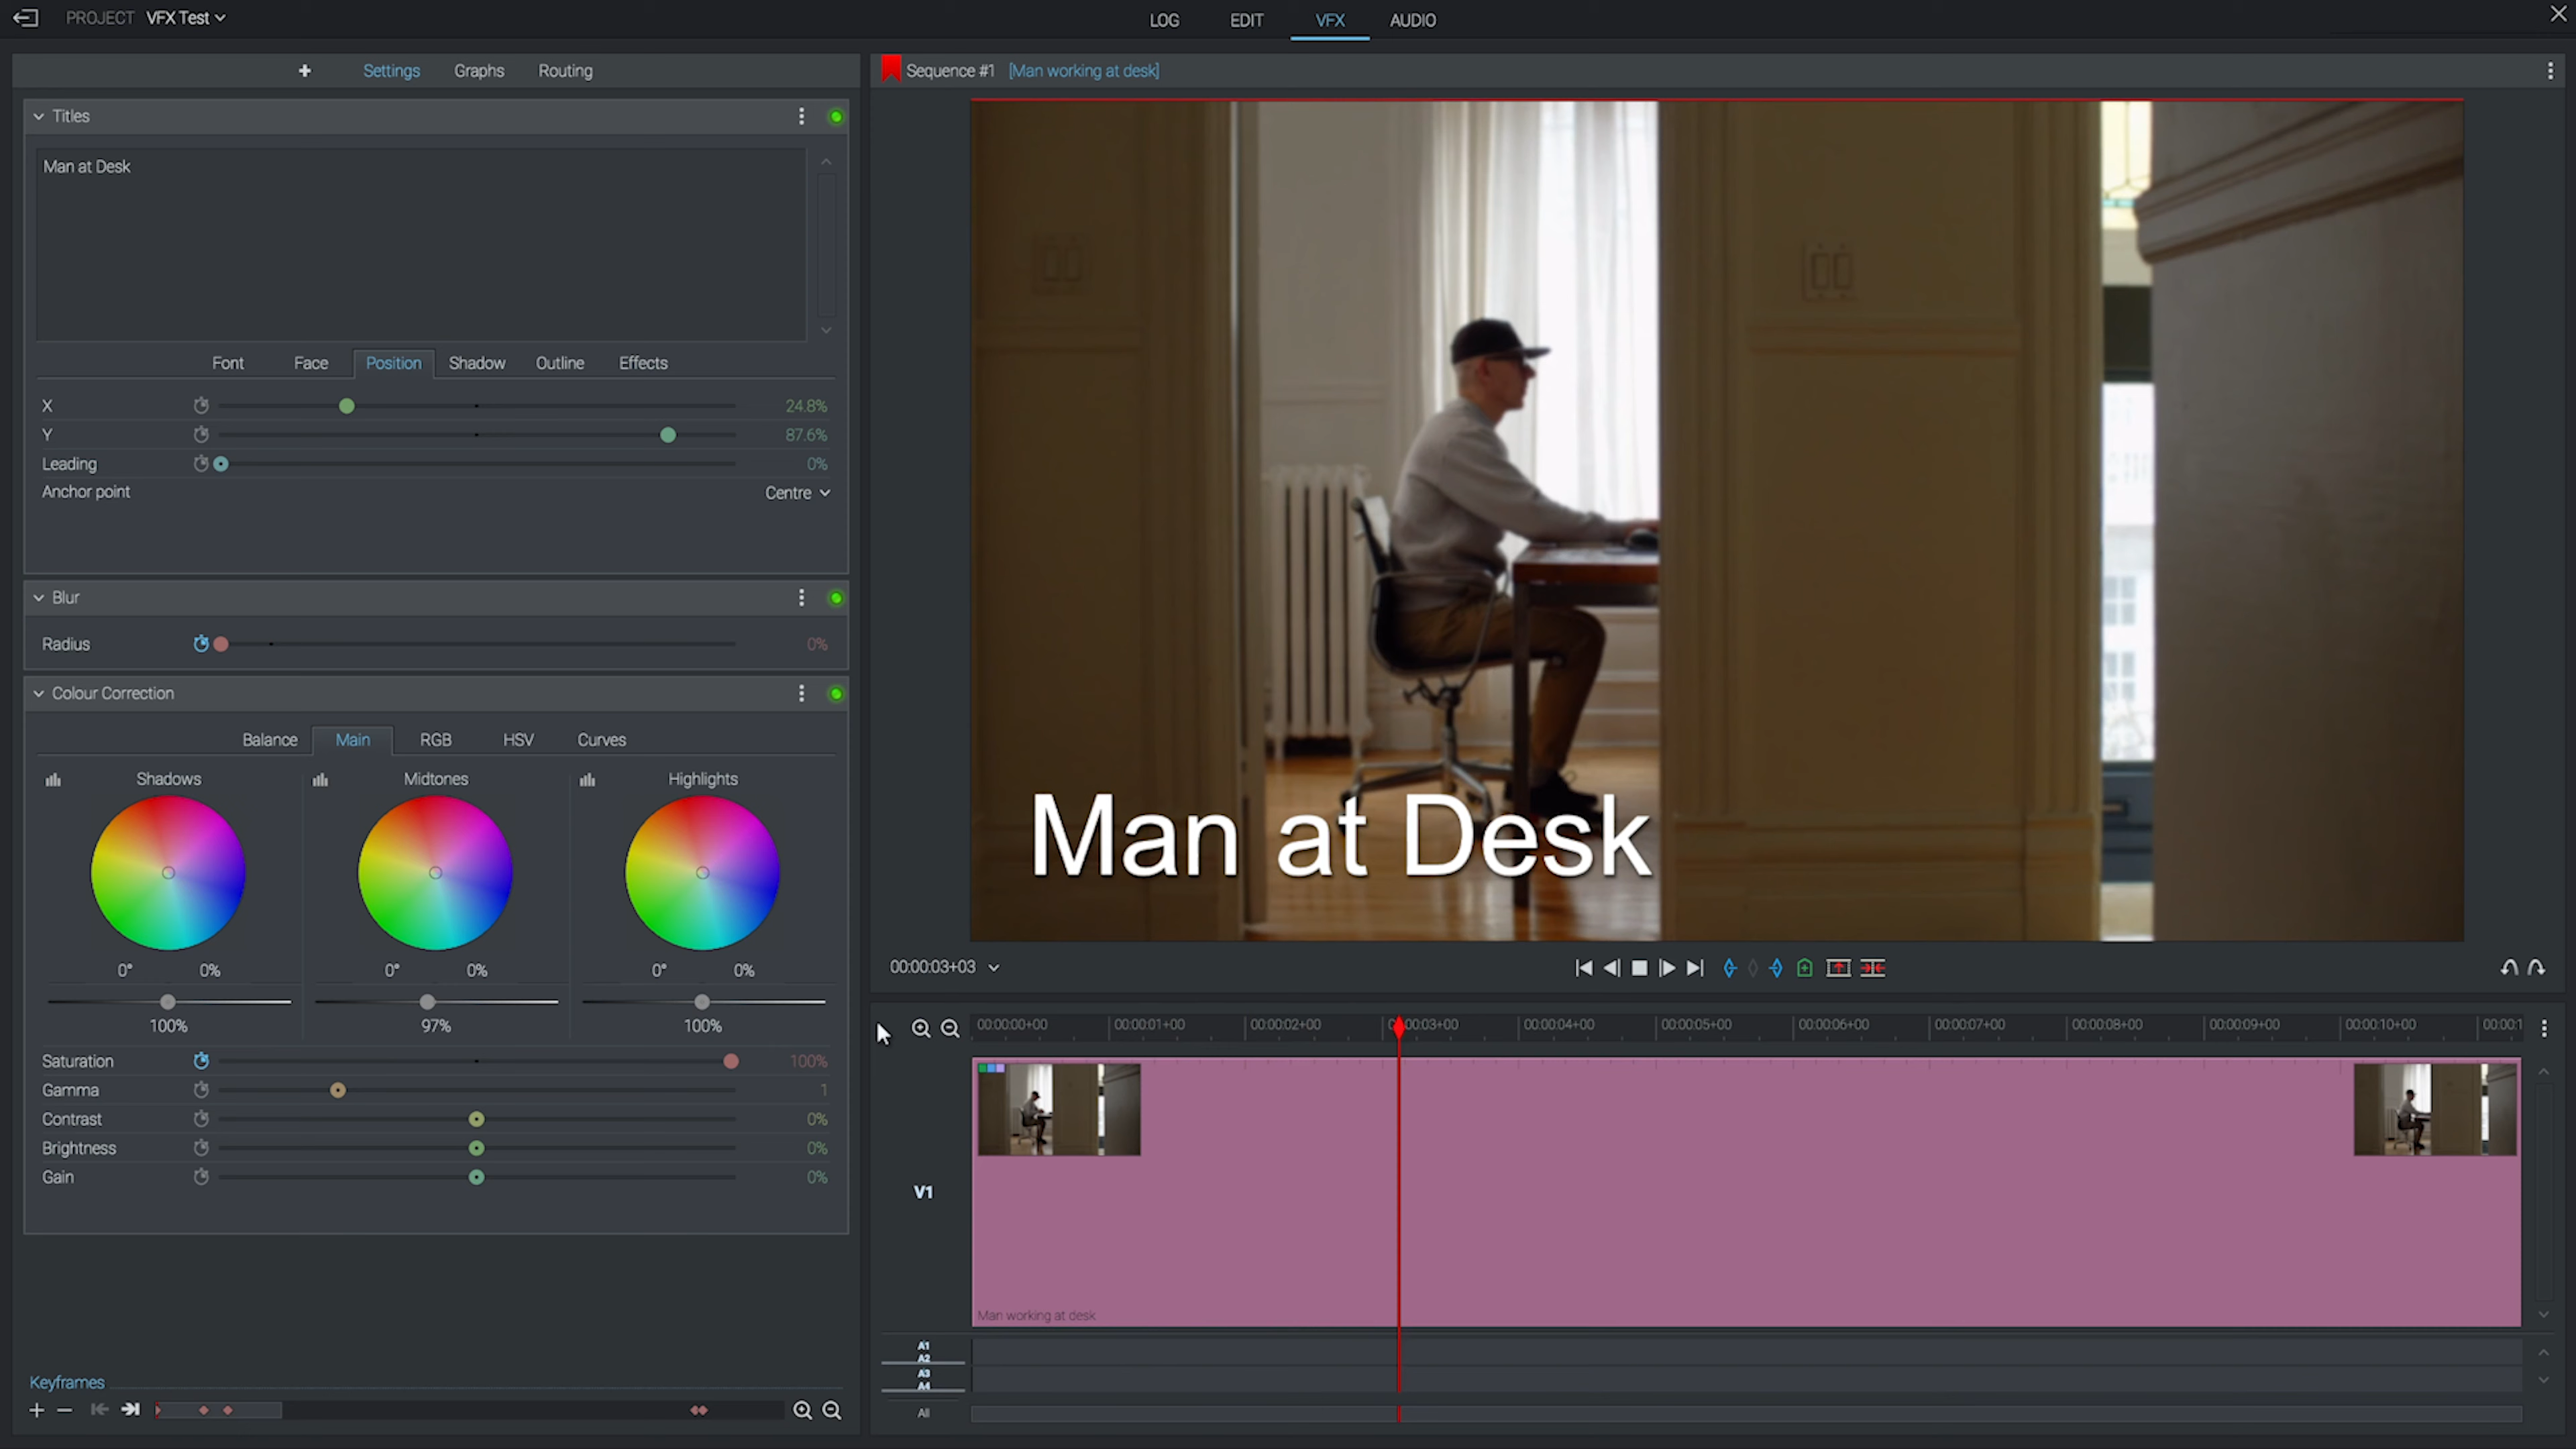 PROJECT VFX Test
LOG EDIT VFX AUDIO
Settings Graphs Routing
Titles
Man at Desk
Font Face Position Shadow Outline Effects
X 24.8%
Y 87.6%
Leading 0%
Anchor point Centre
Blur
Radius 0%
Colour Correction
Balance Main RGB HSV Curves
Shadows Midtones Highlights
0° 0% 0° 0% 0° 0%
100% 97% 100%
Saturation 100%
Gamma 1
Contrast 0%
Brightness 0%
Gain 0%
Keyframes
Sequence #1 [Man working at desk]
Man at Desk
00:00:03+03
00:00:00+00 00:00:01+00 00:00:02+00 00:00:04+00 00:00:05+00 00:00:06+00 00:00:07+00 00:00:08+00 00:00:09+00 00:00:10+00
V1
Man working at desk
A1
A2
A3
A4
All